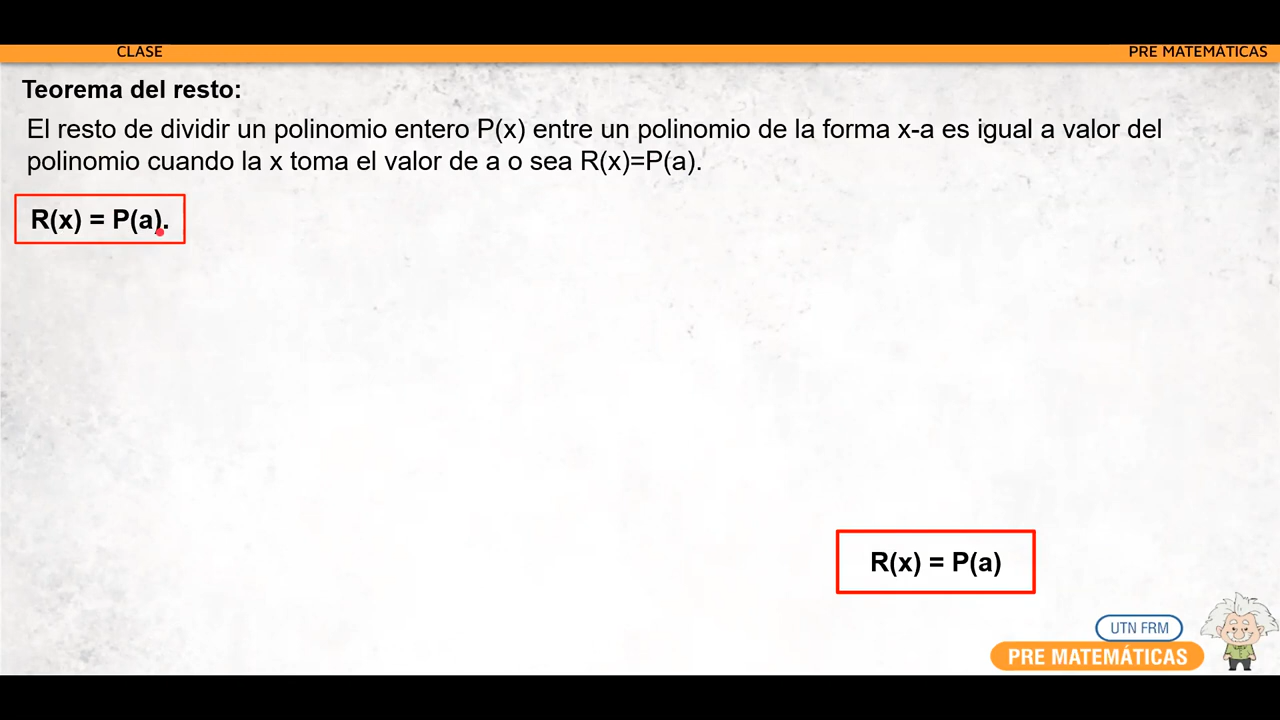 CLASE
PRE MATEMÁTICAS
Teorema del resto:
El resto de dividir un polinomio entero P(x) entre un polinomio de la forma x-a es igual a valor del
polinomio cuando la x toma el valor de a o sea R(x)=P(a).
R(x) = P(a).
R(x) = P(a)
UTN FRM
PRE MATEMÁTICAS